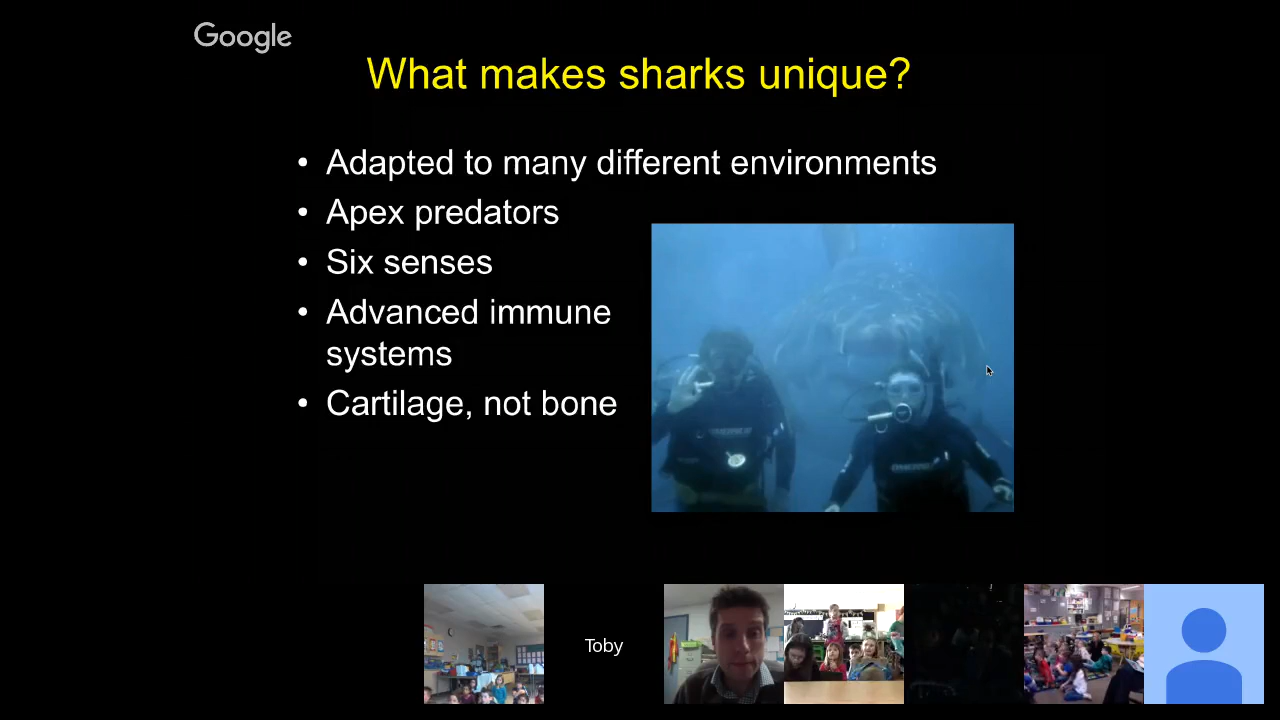 Google
What makes sharks unique?
• Adapted to many different environments
• Apex predators
• Six senses
• Advanced immune
systems
• Cartilage, not bone
Toby